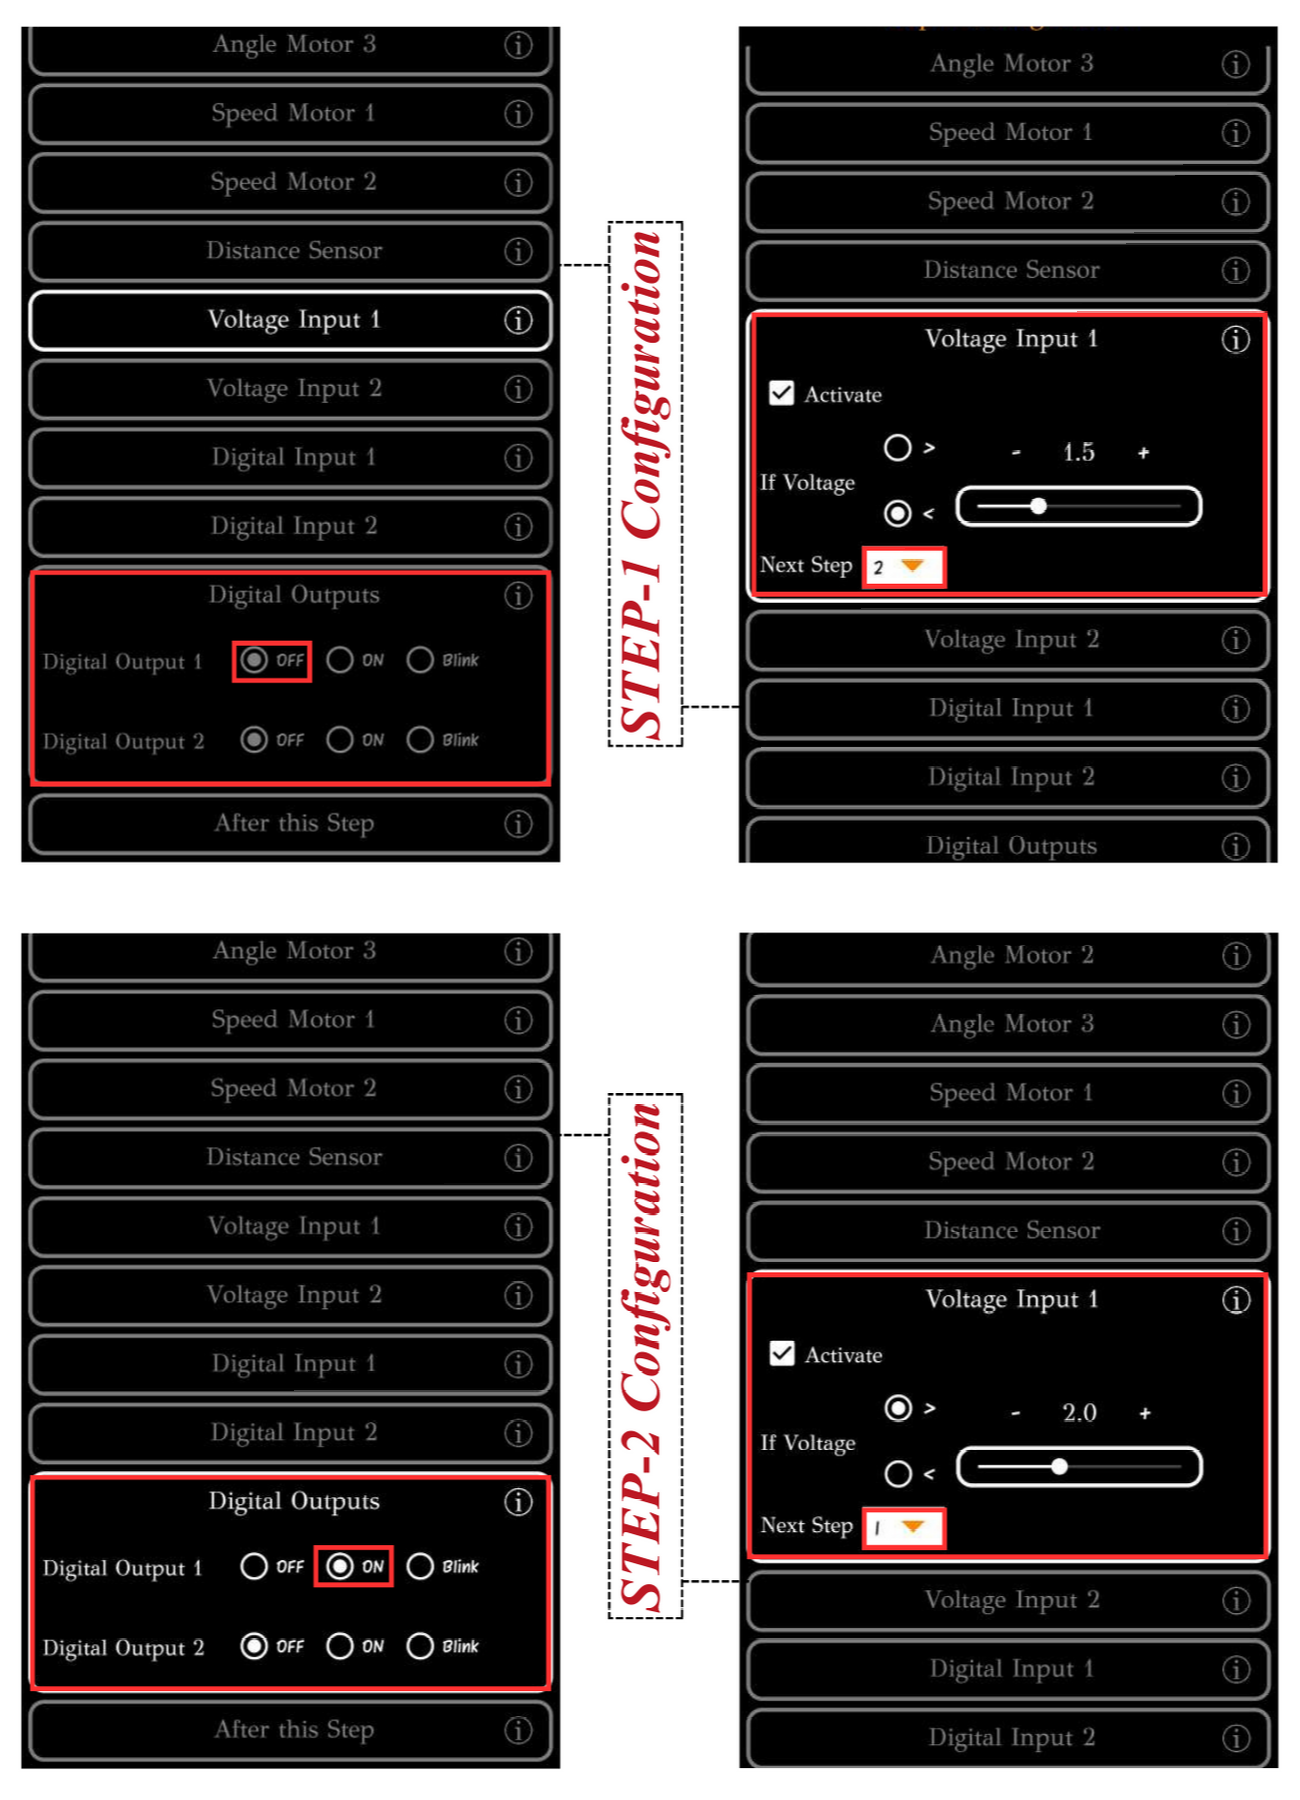 Angle Motor 3
Speed Motor 1
Speed Motor 2
Distance Sensor
Voltage Input 1
Voltage Input 2
Digital Input 1
Digital Input 2
Digital Outputs
Digital Output 1 OFF ON Blink
Digital Output 2 OFF ON Blink
After this Step
STEP-1 Configuration
Angle Motor 3
Speed Motor 1
Speed Motor 2
Distance Sensor
Voltage Input 1
Activate
> - 1.5 +
If Voltage
<
Next Step 2
Voltage Input 2
Digital Input 1
Digital Input 2
Digital Outputs
Angle Motor 3
Speed Motor 1
Speed Motor 2
Distance Sensor
Voltage Input 1
Voltage Input 2
Digital Input 1
Digital Input 2
Digital Outputs
Digital Output 1 OFF ON Blink
Digital Output 2 OFF ON Blink
After this Step
STEP-2 Configuration
Angle Motor 2
Angle Motor 3
Speed Motor 1
Speed Motor 2
Distance Sensor
Voltage Input 1
Activate
> - 2.0 +
If Voltage
<
Next Step 1
Voltage Input 2
Digital Input 1
Digital Input 2